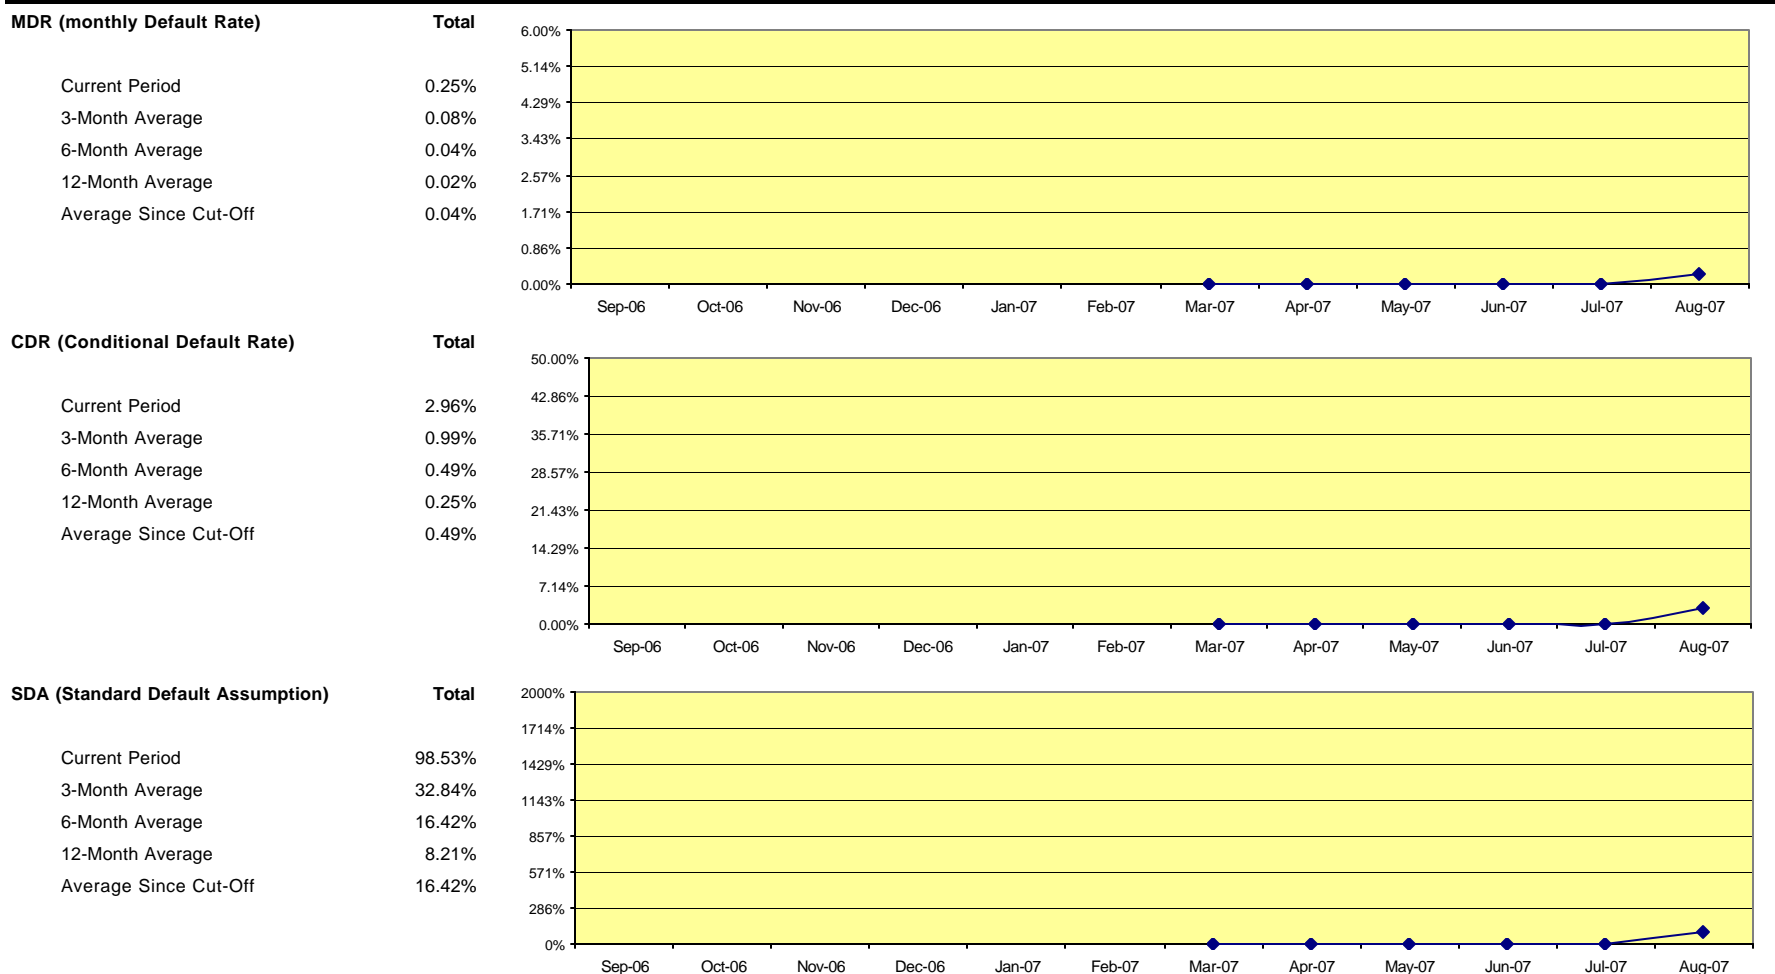 MDR (monthly Default Rate) Total
Current Period 0.25%
3-Month Average 0.08%
6-Month Average 0.04%
12-Month Average 0.02%
Average Since Cut-Off 0.04%
6.00%
5.14%
4.29%
3.43%
2.57%
1.71%
0.86%
0.00%
Sep-06 Oct-06 Nov-06 Dec-06 Jan-07 Feb-07 Mar-07 Apr-07 May-07 Jun-07 Jul-07 Aug-07
CDR (Conditional Default Rate) Total
Current Period 2.96%
3-Month Average 0.99%
6-Month Average 0.49%
12-Month Average 0.25%
Average Since Cut-Off 0.49%
50.00%
42.86%
35.71%
28.57%
21.43%
14.29%
7.14%
0.00%
Sep-06 Oct-06 Nov-06 Dec-06 Jan-07 Feb-07 Mar-07 Apr-07 May-07 Jun-07 Jul-07 Aug-07
SDA (Standard Default Assumption) Total
Current Period 98.53%
3-Month Average 32.84%
6-Month Average 16.42%
12-Month Average 8.21%
Average Since Cut-Off 16.42%
2000%
1714%
1429%
1143%
857%
571%
286%
0%
Sep-06 Oct-06 Nov-06 Dec-06 Jan-07 Feb-07 Mar-07 Apr-07 May-07 Jun-07 Jul-07 Aug-07